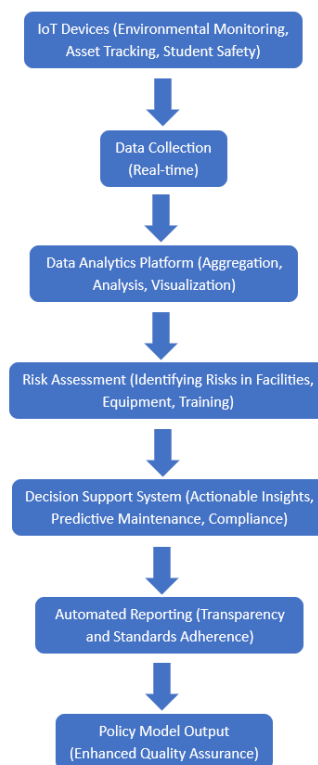 IoT Devices (Environmental Monitoring,
Asset Tracking, Student Safety)
Data Collection
(Real-time)
Data Analytics Platform (Aggregation,
Analysis, Visualization)
Risk Assessment (Identifying Risks in Facilities,
Equipment, Training)
Decision Support System (Actionable Insights,
Predictive Maintenance, Compliance)
Automated Reporting (Transparency
and Standards Adherence)
Policy Model Output
(Enhanced Quality Assurance)